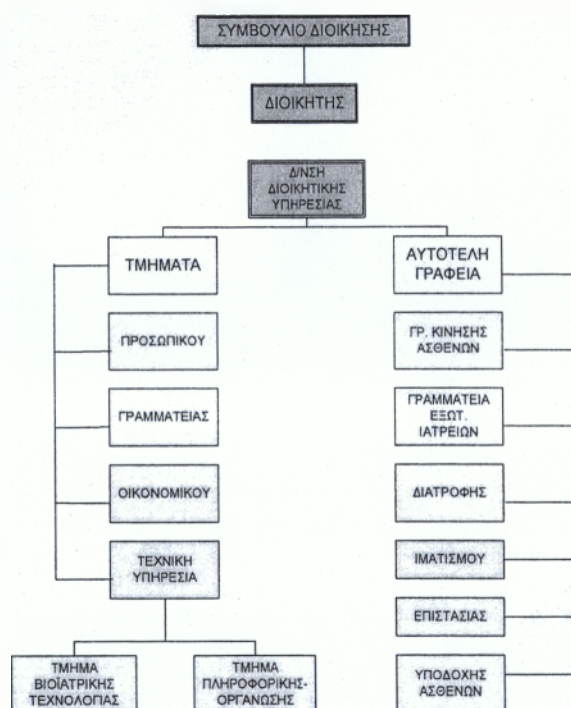 ΣΥΜΒΟΥΛΙΟ ΔΙΟΙΚΗΣΗΣ
ΔΙΟΙΚΗΤΗΣ
Δ/ΝΣΗ
ΔΙΟΙΚΗΤΙΚΗΣ
ΥΠΗΡΕΣΙΑΣ
ΤΜΗΜΑΤΑ
ΠΡΟΣΩΠΙΚΟΥ
ΓΡΑΜΜΑΤΕΙΑΣ
ΟΙΚΟΝΟΜΙΚΟΥ
ΤΕΧΝΙΚΗ
ΥΠΗΡΕΣΙΑ
ΤΜΗΜΑ
ΒΙΟΪΑΤΡΙΚΗΣ
ΤΕΧΝΟΛΟΓΙΑΣ
ΤΜΗΜΑ
ΠΛΗΡΟΦΟΡΙΚΗΣ-
ΟΡΓΑΝΩΣΗΣ
ΑΥΤΟΤΕΛΗ
ΓΡΑΦΕΙΑ
ΓΡ. ΚΙΝΗΣΗΣ
ΑΣΘΕΝΩΝ
ΓΡΑΜΜΑΤΕΙΑ
ΕΞΩΤ.
ΙΑΤΡΕΙΩΝ
ΔΙΑΤΡΟΦΗΣ
ΙΜΑΤΙΣΜΟΥ
ΕΠΙΣΤΑΣΙΑΣ
ΥΠΟΔΟΧΗΣ
ΑΣΘΕΝΩΝ